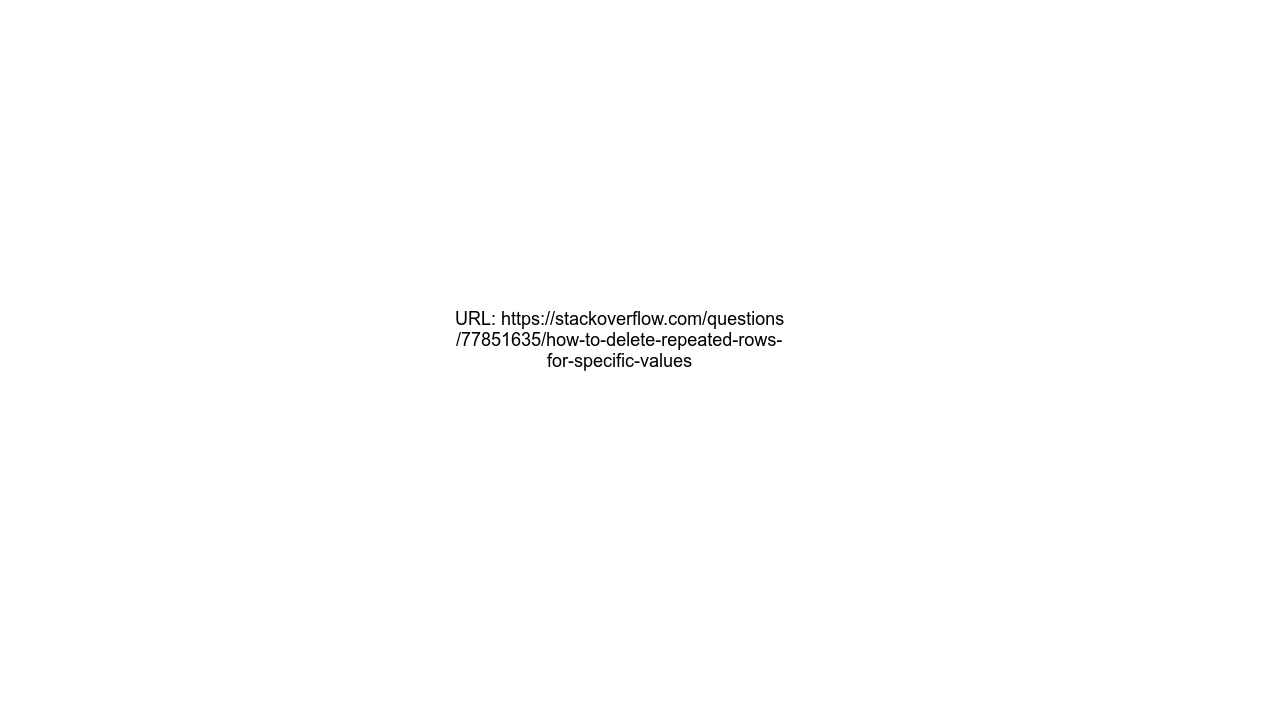 URL: https://stackoverflow.com/questions
/77851635/how-to-delete-repeated-rows-
for-specific-values